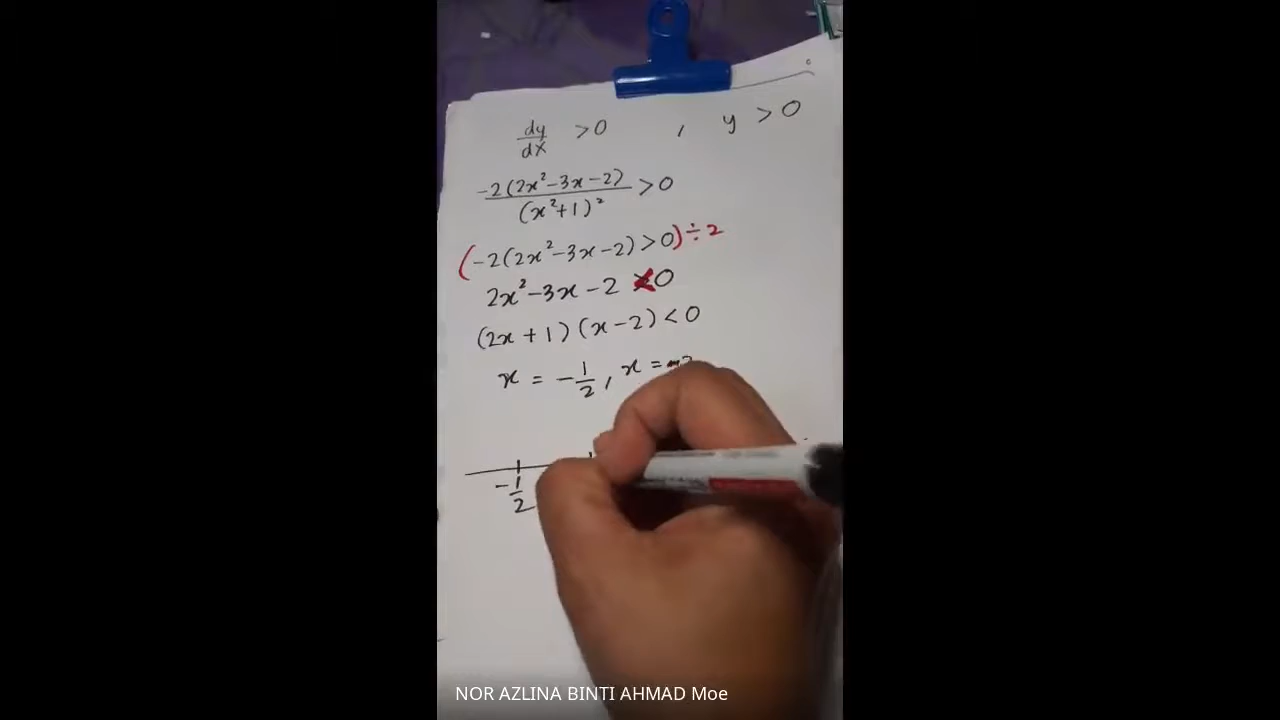 dy/dx > 0 , y > 0
-2(2x²-3x-2)/(x²+1)² > 0
(-2(2x²-3x-2) > 0) ÷ 2
2x²-3x-2 < 0
(2x+1)(x-2) < 0
x = -1/2, x =
-1/2
NOR AZLINA BINTI AHMAD Moe